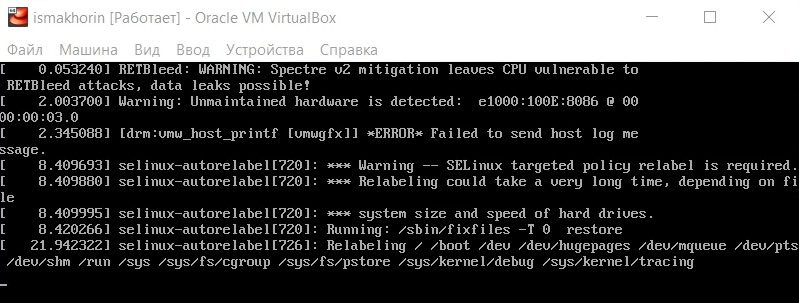 ismakhorin [Работает] - Oracle VM VirtualBox
Файл Машина Вид Ввод Устройства Справка
[    0.053240] RETBleed: WARNING: Spectre v2 mitigation leaves CPU vulnerable to
 RETBleed attacks, data leaks possible!
[    2.003700] Warning: Unmaintained hardware is detected:  e1000:100E:8086 @ 00
00:00:03.0
[    2.345088] [drm:vmw_host_printf [vmwgfx]] *ERROR* Failed to send host log me
ssage.
[    8.409693] selinux-autorelabel[720]: *** Warning -- SELinux targeted policy relabel is required.
[    8.409880] selinux-autorelabel[720]: *** Relabeling could take a very long time, depending on fi
le
[    8.409995] selinux-autorelabel[720]: *** system size and speed of hard drives.
[    8.420266] selinux-autorelabel[720]: Running: /sbin/fixfiles -T 0  restore
[   21.942322] selinux-autorelabel[726]: Relabeling / /boot /dev /dev/hugepages /dev/mqueue /dev/pts
 /dev/shm /run /sys /sys/fs/cgroup /sys/fs/pstore /sys/kernel/debug /sys/kernel/tracing